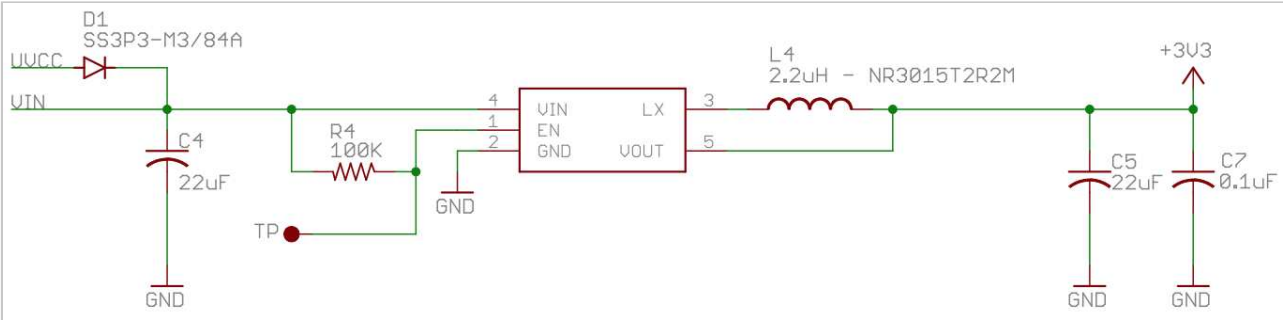 D1
SS3P3-M3/84A
UVCC
VIN
C4
22uF
GND
R4
100K
TP
4
1
2
GND
VIN
EN
GND
LX
VOUT
3
5
L4
2.2uH - NR3015T2R2M
+3V3
C5
22uF
GND
C7
0.1uF
GND